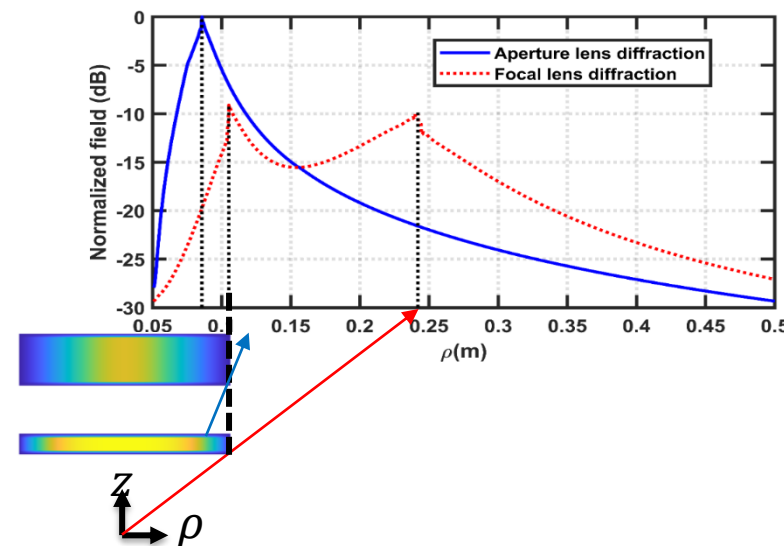 Normalized field (dB)
0
-5
-10
-15
-20
-25
-30
Aperture lens diffraction
Focal lens diffraction
0.05 0.1 0.15 0.2 0.25 0.3 0.35 0.4 0.45 0.5
ρ(m)
z
ρ